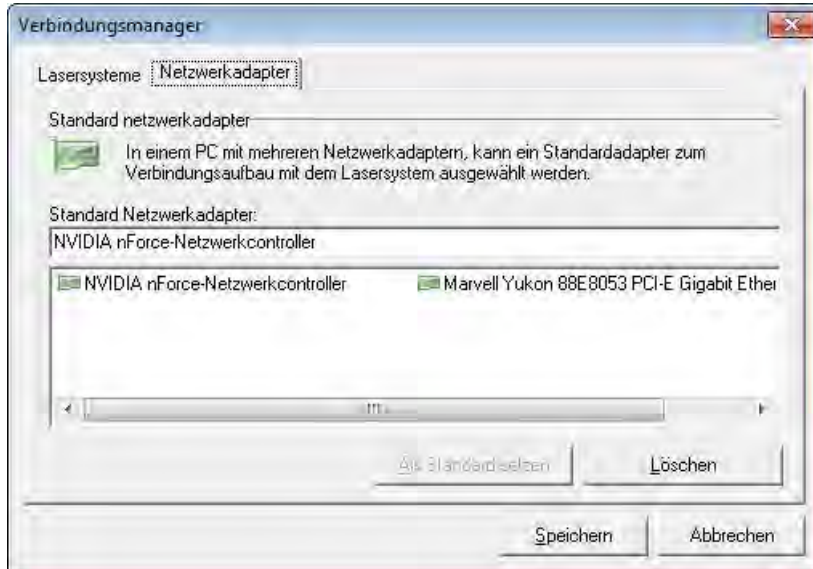 Verbindungsmanager
Lasersysteme Netzwerkadapter
Standard netzwerkadapter
In einem PC mit mehreren Netzwerkadaptern, kann ein Standardadapter zum
Verbindungsaufbau mit dem Lasersystem ausgewählt werden.
Standard Netzwerkadapter:
NVIDIA nForce-Netzwerkcontroller
NVIDIA nForce-Netzwerkcontroller Marvell Yukon 88E8053 PCI-E Gigabit Ether
Als Standard setzen Löschen
Speichern Abbrechen